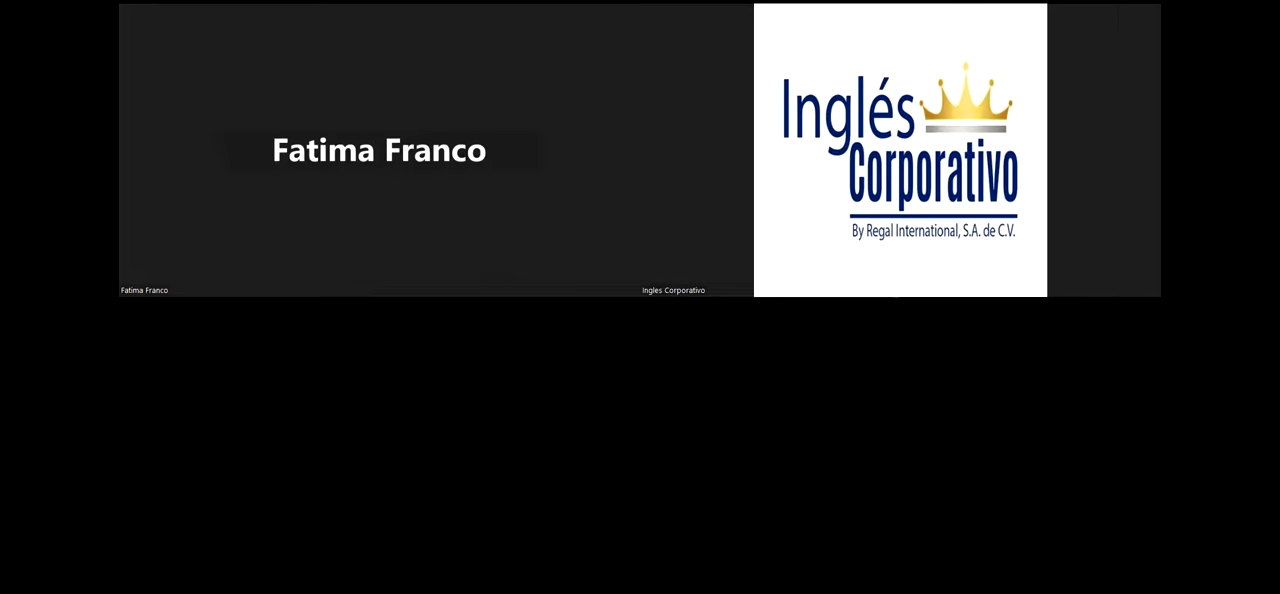 Fatima Franco
Inglés
Corporativo
By Regal International, S.A. de C.V.
Fatima Franco
Ingles Corporativo